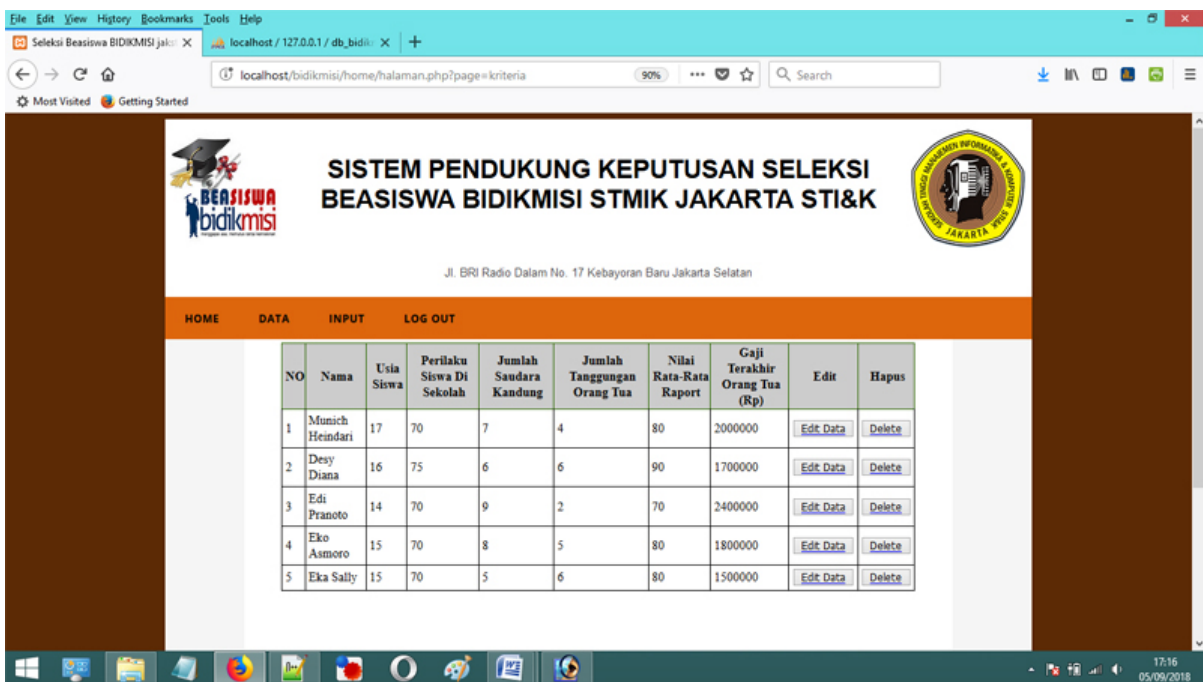 File Edit View History Bookmarks Tools Help
Seleksi Beasiswa BIDIKMISI jaka
localhost / 127.0.0.1 / db_bidik
localhost/bidikmisi/home/halaman.php?page=kriteria
90%
Search
Most Visited Getting Started
BEASISWA
bidikmisi
SISTEM PENDUKUNG KEPUTUSAN SELEKSI
BEASISWA BIDIKMISI STMIK JAKARTA STI&K
SEKOLAH TINGGI MANAJEMEN INFORMATIKA & KOMPUTER
JAKARTA
Jl. BRI Radio Dalam No. 17 Kebayoran Baru Jakarta Selatan
HOME DATA INPUT LOG OUT
NO Nama Usia Siswa Perilaku Siswa Di Sekolah Jumlah Saudara Kandung Jumlah Tanggungan Orang Tua Nilai Rata-Rata Raport Gaji Terakhir Orang Tua (Rp) Edit Hapus
1 Munich Heindari 17 70 7 4 80 2000000 Edit Data Delete
2 Desy Diana 16 75 6 6 90 1700000 Edit Data Delete
3 Edi Pranoto 14 70 9 2 70 2400000 Edit Data Delete
4 Eko Asmoro 15 70 8 5 80 1800000 Edit Data Delete
5 Eka Sally 15 70 5 6 80 1500000 Edit Data Delete
17:16
05/09/2018